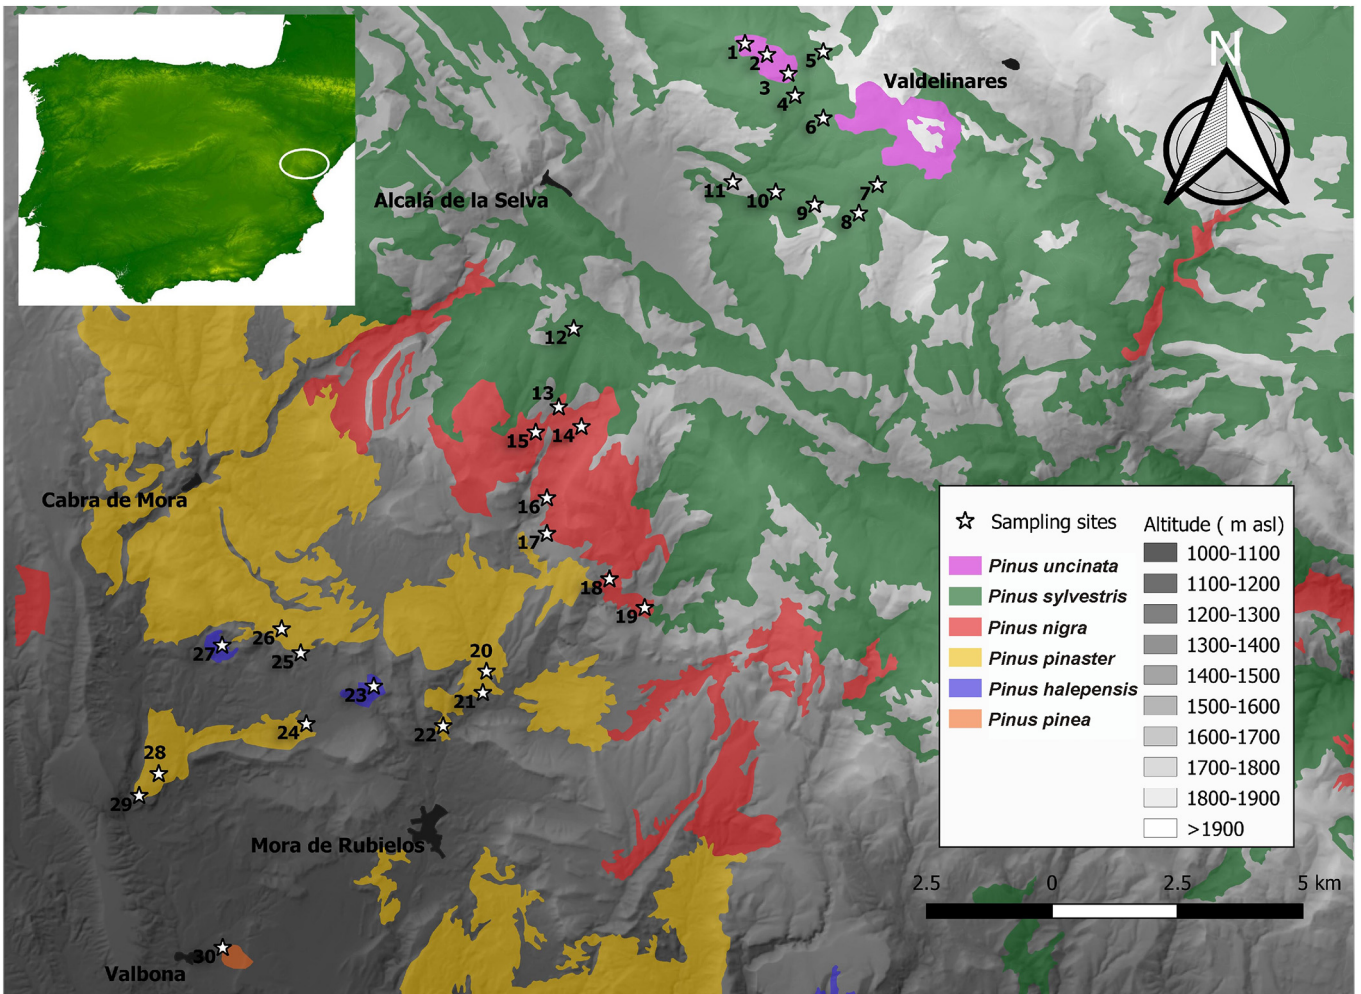 N
1
2
3
4
5
6
Valdelinares
Alcalá de la Selva
11
10
9
8
7
12
13
15
14
16
17
18
19
Cabra de Mora
26
27
25
23
20
21
22
24
28
29
Mora de Rubielos
30
Valbona
Sampling sites
Pinus uncinata
Pinus sylvestris
Pinus nigra
Pinus pinaster
Pinus halepensis
Pinus pinea
Altitude ( m asl)
1000-1100
1100-1200
1200-1300
1300-1400
1400-1500
1500-1600
1600-1700
1700-1800
1800-1900
>1900
2.5 0 2.5 5 km